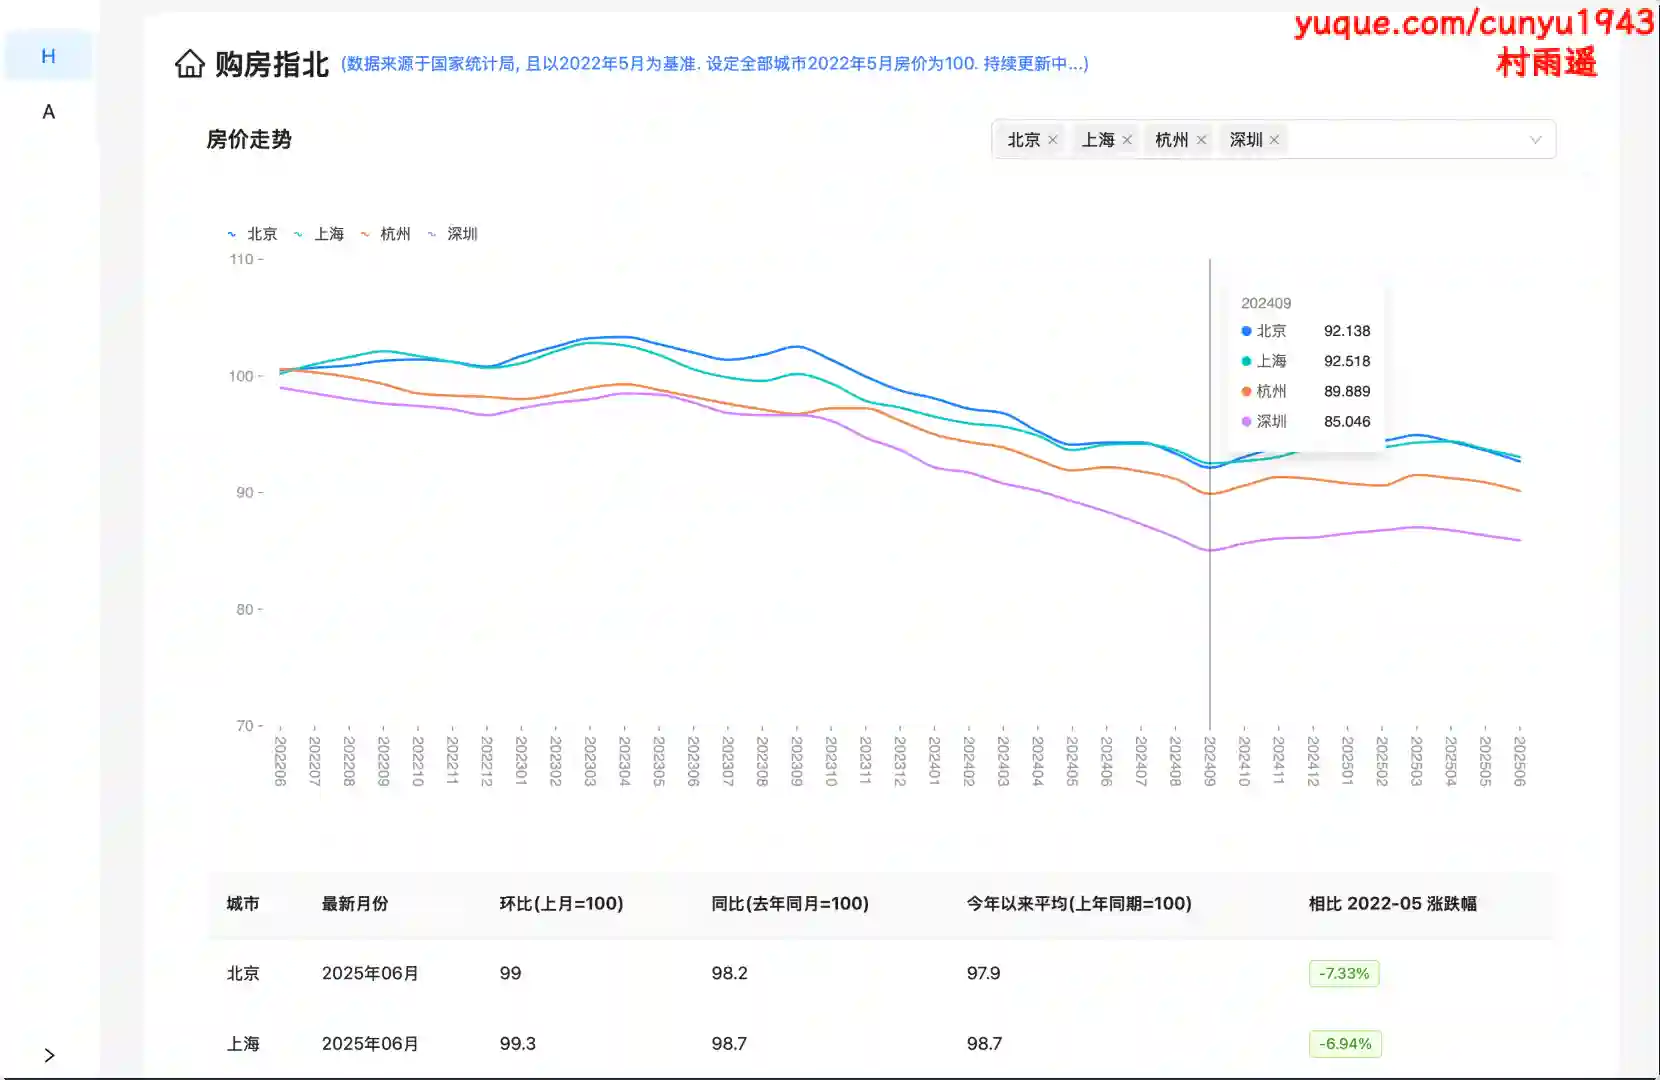 yuque.com/cunyu1943
村雨遥
H
A
购房指北 (数据来源于国家统计局, 且以2022年5月为基准. 设定全部城市2022年5月房价为100. 持续更新中...)
房价走势
北京 × 上海 × 杭州 × 深圳 ×
北京 上海 杭州 深圳
110
100
90
80
70
202409
北京 92.138
上海 92.518
杭州 89.889
深圳 85.046
202206 202207 202208 202209 202210 202211 202212 202301 202302 202303 202304 202305 202306 202307 202308 202309 202310 202311 202312 202401 202402 202403 202404 202405 202406 202407 202408 202409 202410 202411 202412 202501 202502 202503 202504 202505 202506
城市 最新月份 环比(上月=100) 同比(去年同月=100) 今年以来平均(上年同期=100) 相比 2022-05 涨跌幅
北京 2025年06月 99 98.2 97.9 -7.33%
上海 2025年06月 99.3 98.7 98.7 -6.94%